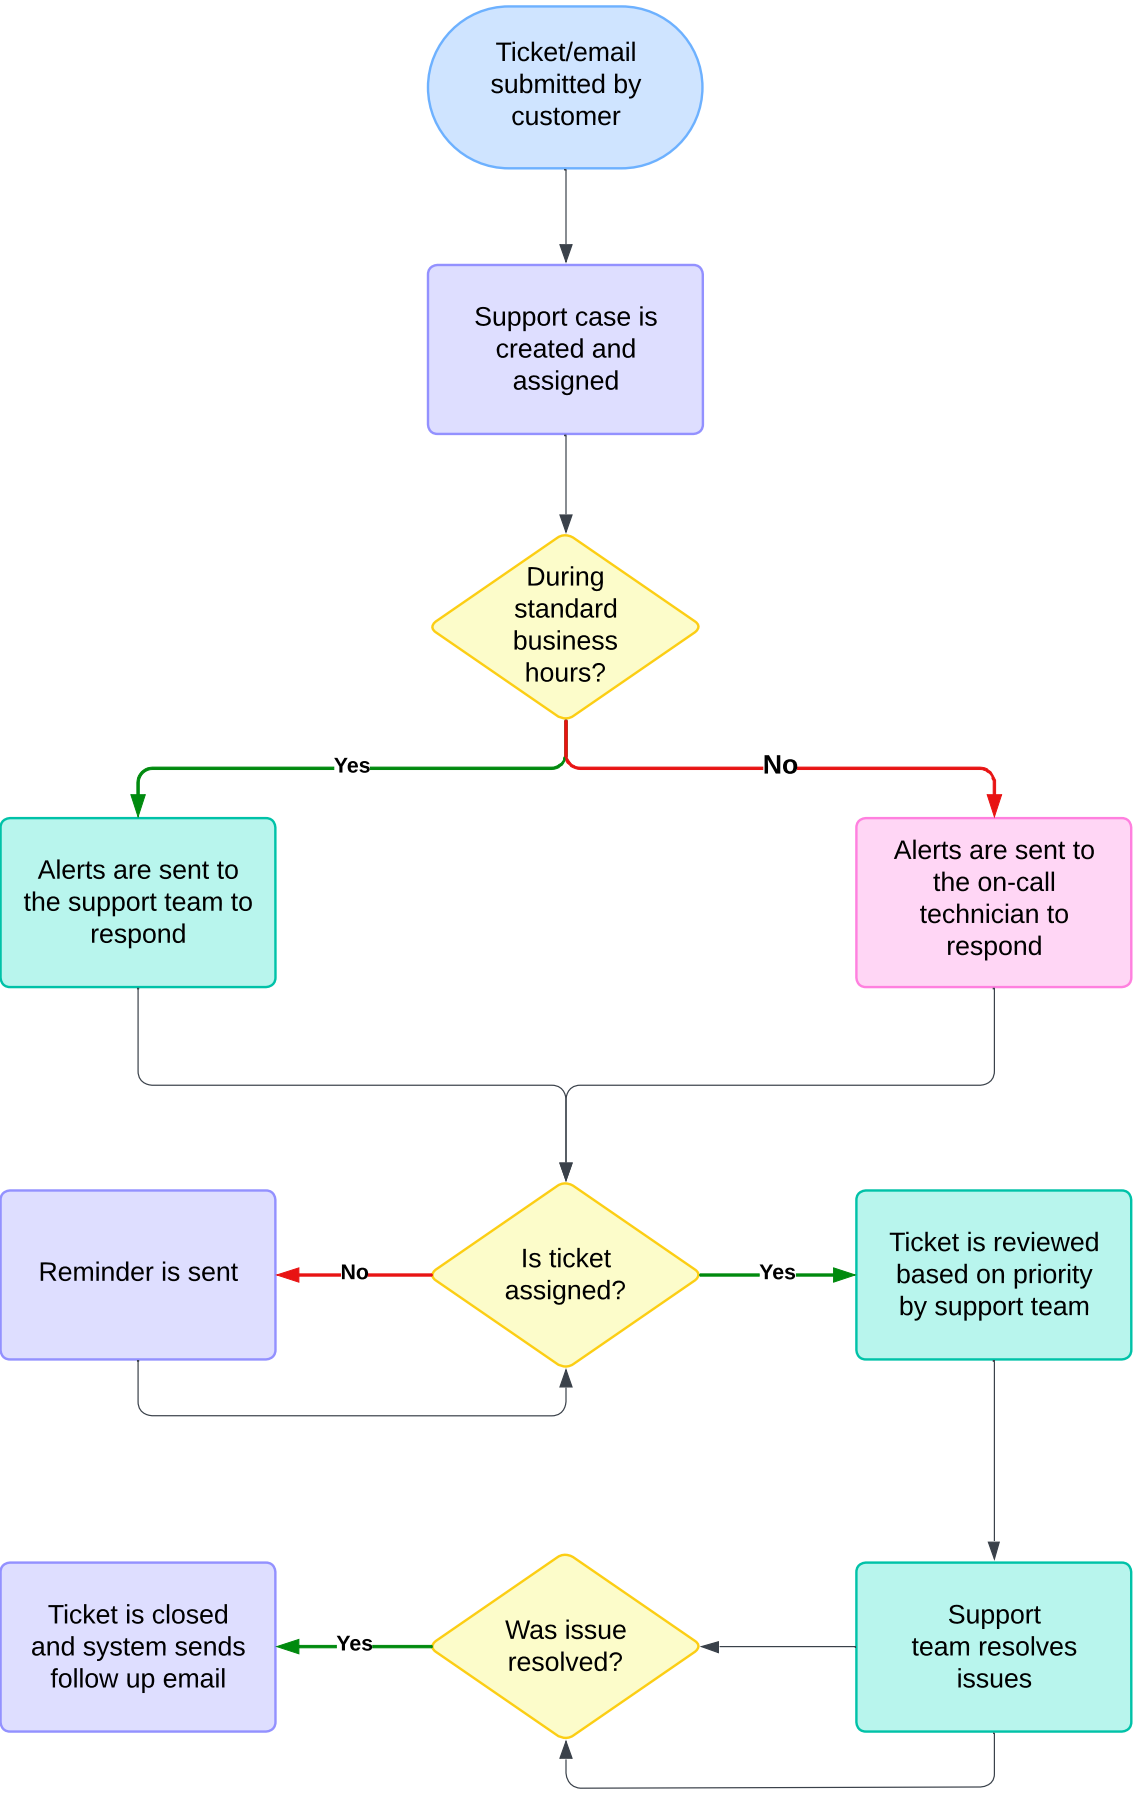 Ticket/email
submitted by
customer
Support case is
created and
assigned
During
standard
business
hours?
Yes
No
Alerts are sent to
the support team to
respond
Alerts are sent to
the on-call
technician to
respond
Reminder is sent
No
Is ticket
assigned?
Yes
Ticket is reviewed
based on priority
by support team
Ticket is closed
and system sends
follow up email
Yes
Was issue
resolved?
Support
team resolves
issues